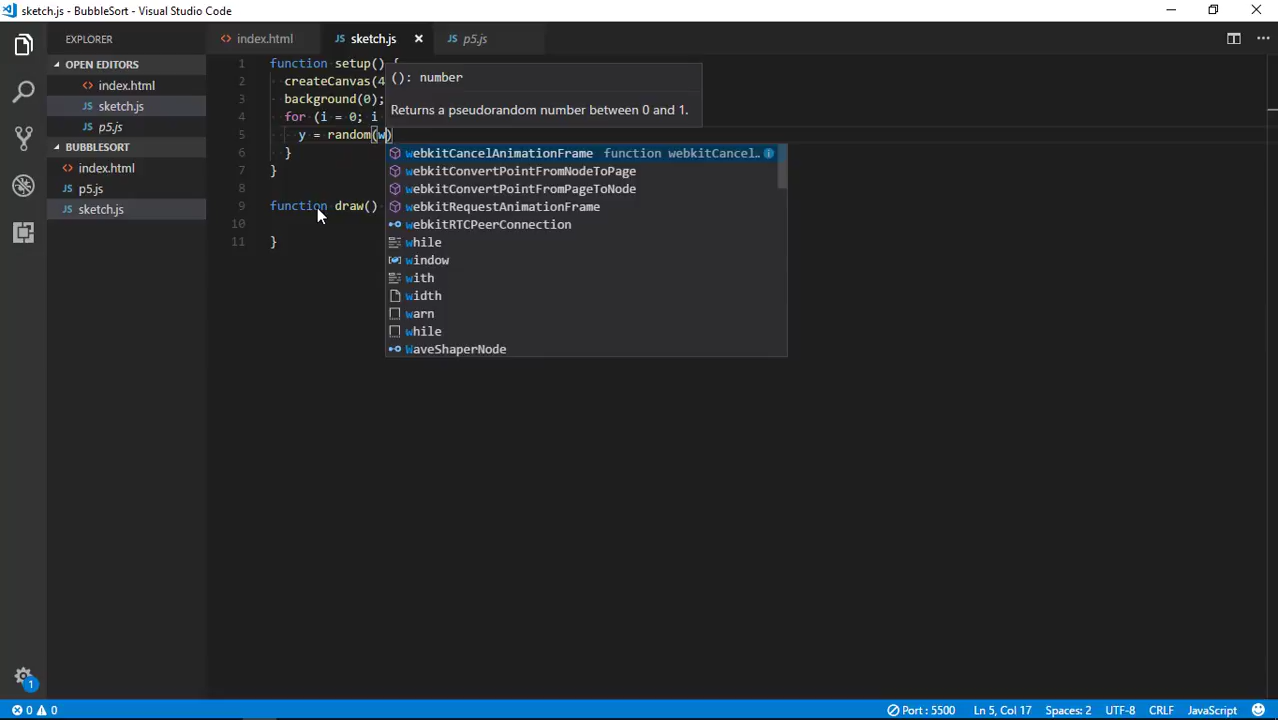 sketch.js - BubbleSort - Visual Studio Code
EXPLORER
index.html
sketch.js
p5.js
OPEN EDITORS
index.html
sketch.js
p5.js
BUBBLESORT
index.html
p5.js
sketch.js
1 function setup() {
2 createCanvas(4
3 background(0);
4 for (i = 0; i
5 y = random(w)
6 }
7 }
8
9 function draw()
10
11 }
(): number
Returns a pseudorandom number between 0 and 1.
webkitCancelAnimationFrame function webkitCancel…
webkitConvertPointFromNodeToPage
webkitConvertPointFromPageToNode
webkitRequestAnimationFrame
webkitRTCPeerConnection
while
window
with
width
warn
while
WaveShaperNode
1
0 0
Port : 5500
Ln 5, Col 17
Spaces: 2
UTF-8
CRLF
JavaScript